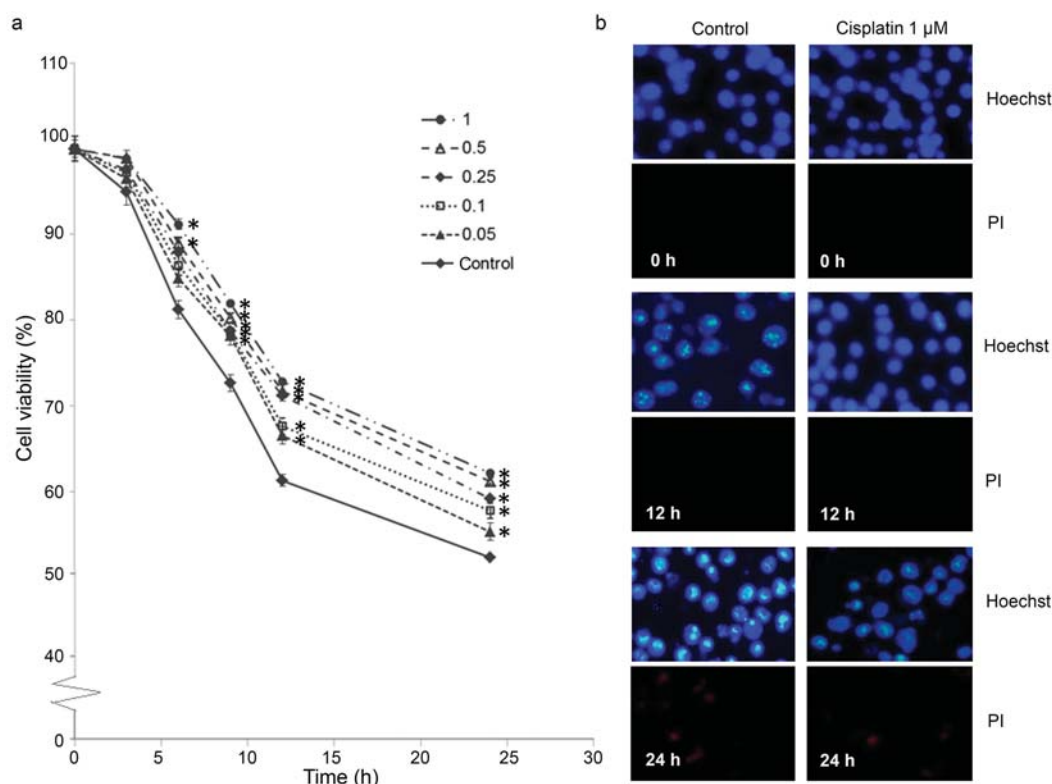 a
110
100
90
80
70
60
50
40
0
Cell viability (%)
0 5 10 15 20 25 30
Time (h)
1
0.5
0.25
0.1
0.05
Control
* *
* * * * *
* * * * *
* * * * *
b
Control Cisplatin 1 µM
Hoechst
PI
0 h 0 h
Hoechst
PI
12 h 12 h
Hoechst
PI
24 h 24 h